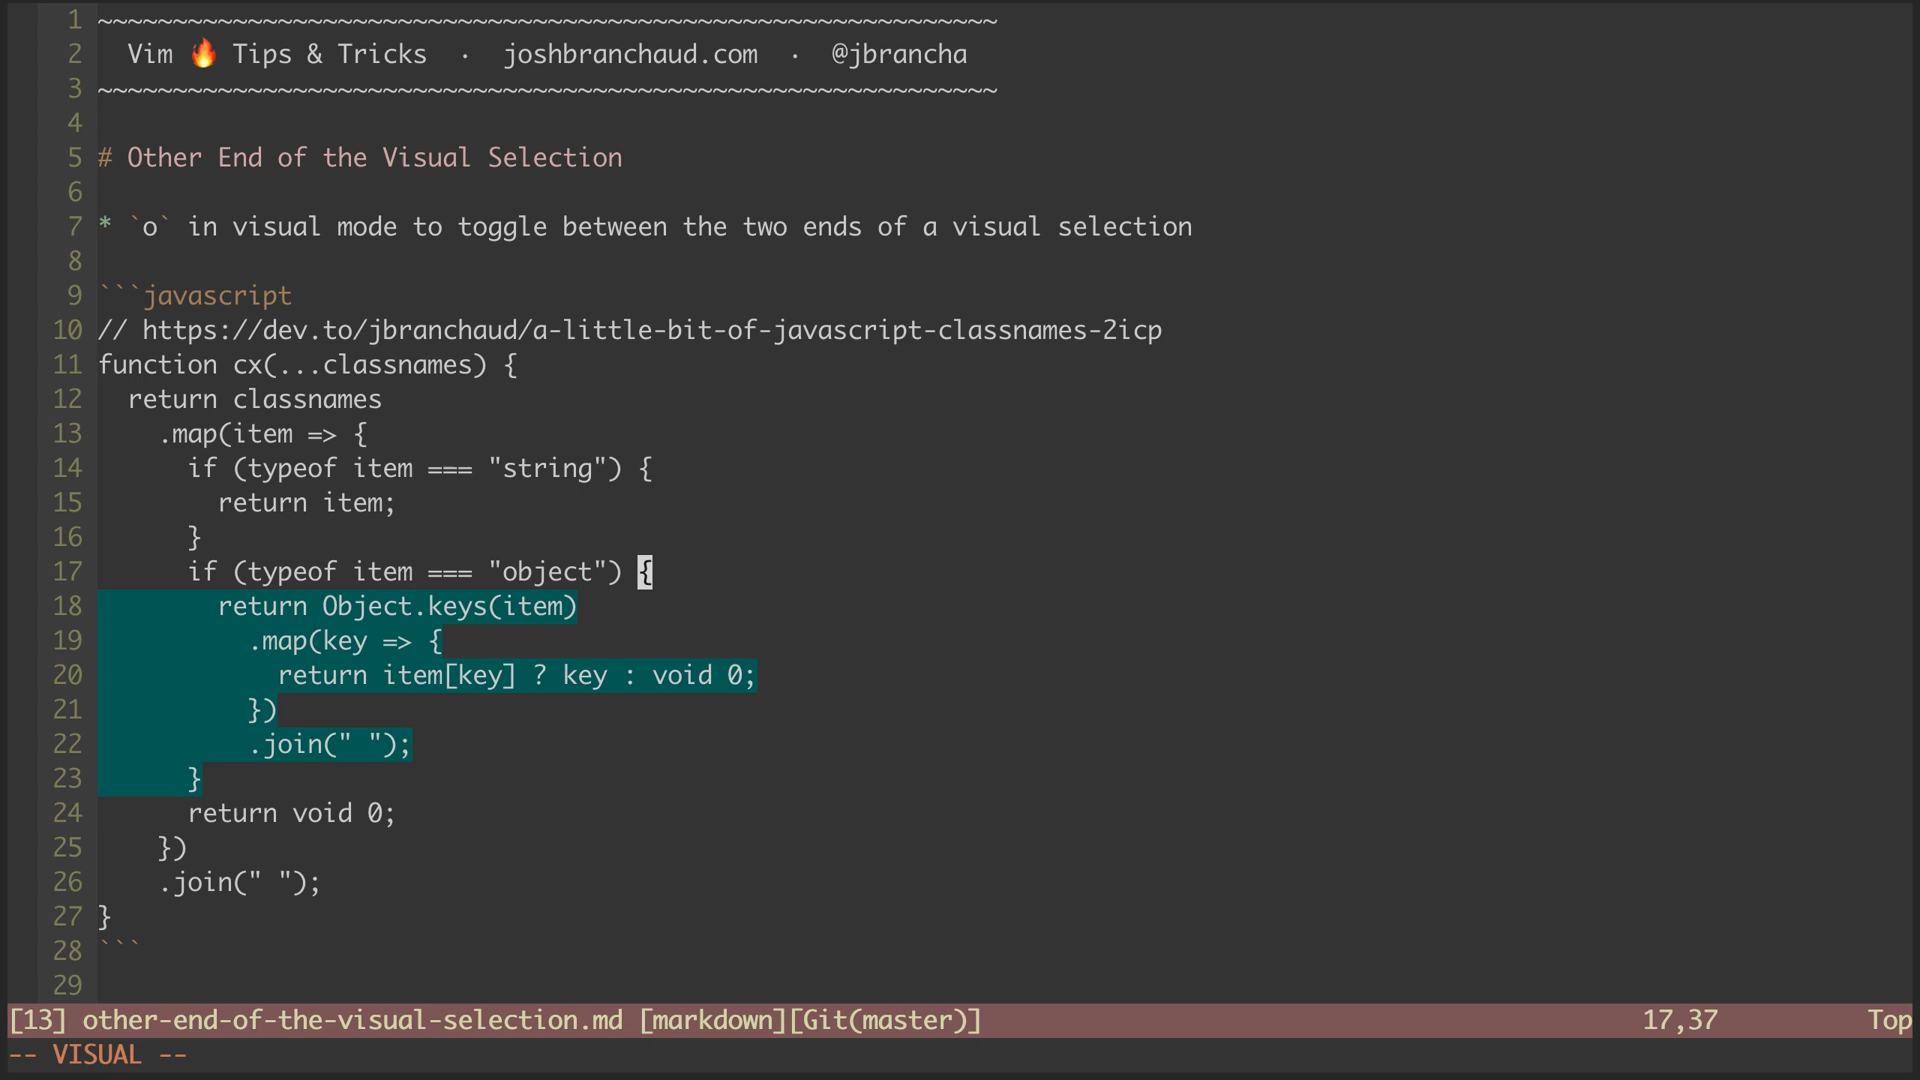 1 ~~~~~~~~~~~~~~~~~~~~~~~~~~~~~~~~~~~~~~~~~~~~~~~~~~~~~~~~~~~~
2   Vim 🔥 Tips & Tricks  ·  joshbranchaud.com  ·  @jbrancha
3 ~~~~~~~~~~~~~~~~~~~~~~~~~~~~~~~~~~~~~~~~~~~~~~~~~~~~~~~~~~~~
4
5 # Other End of the Visual Selection
6
7 * `o` in visual mode to toggle between the two ends of a visual selection
8
9 ```javascript
10 // https://dev.to/jbranchaud/a-little-bit-of-javascript-classnames-2icp
11 function cx(...classnames) {
12   return classnames
13     .map(item => {
14       if (typeof item === "string") {
15         return item;
16       }
17       if (typeof item === "object") {
18         return Object.keys(item)
19           .map(key => {
20             return item[key] ? key : void 0;
21           })
22           .join(" ");
23       }
24       return void 0;
25     })
26     .join(" ");
27 }
28 ```
29
[13] other-end-of-the-visual-selection.md [markdown][Git(master)] 17,37 Top
-- VISUAL --